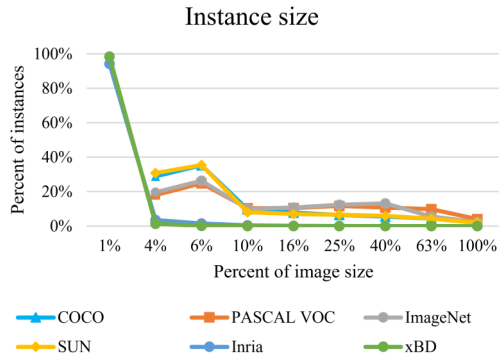 Instance size
Percent of instances
100%
80%
60%
40%
20%
0%
1% 4% 6% 10% 16% 25% 40% 63% 100%
Percent of image size
COCO PASCAL VOC ImageNet
SUN Inria xBD